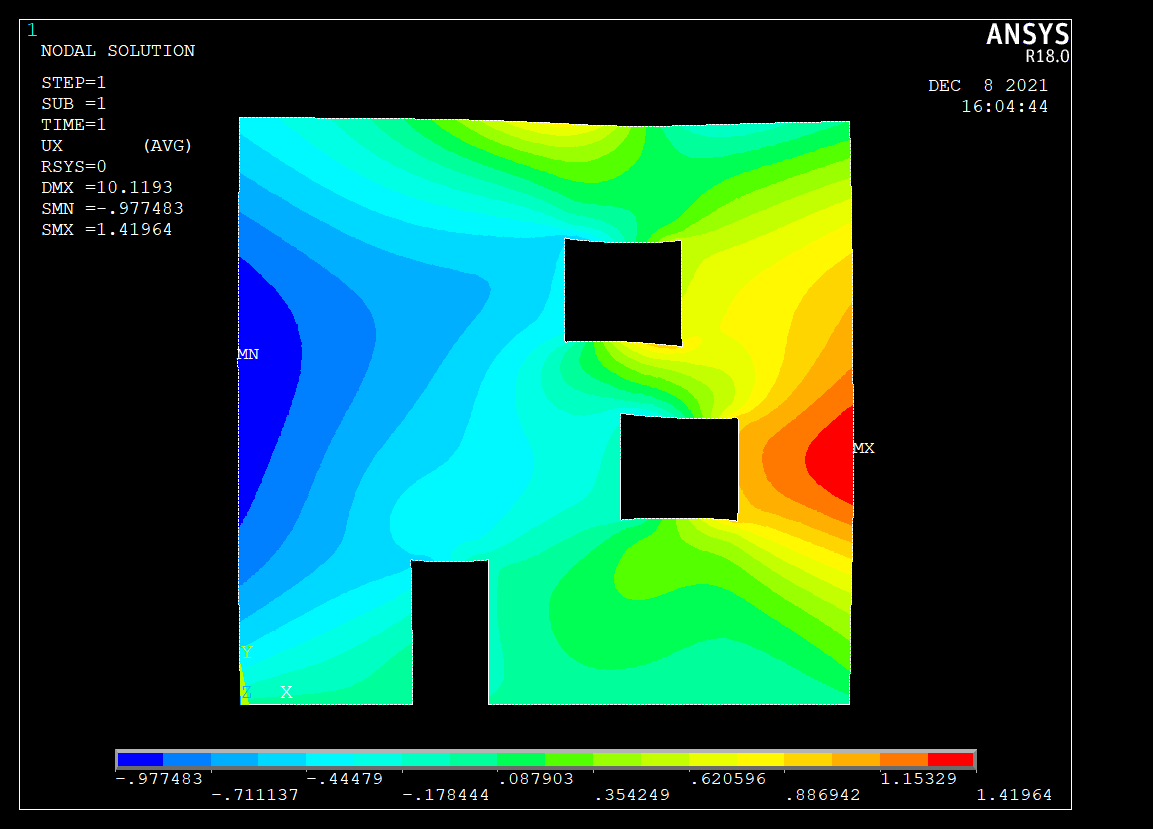 1
ANSYS
R18.0
NODAL SOLUTION
STEP=1
SUB =1
TIME=1
UX (AVG)
RSYS=0
DMX =10.1193
SMN =-.977483
SMX =1.41964
DEC 8 2021
16:04:44
MN
MX
Y
Z X
-.977483 -.44479 .087903 .620596 1.15329
-.711137 -.178444 .354249 .886942 1.41964